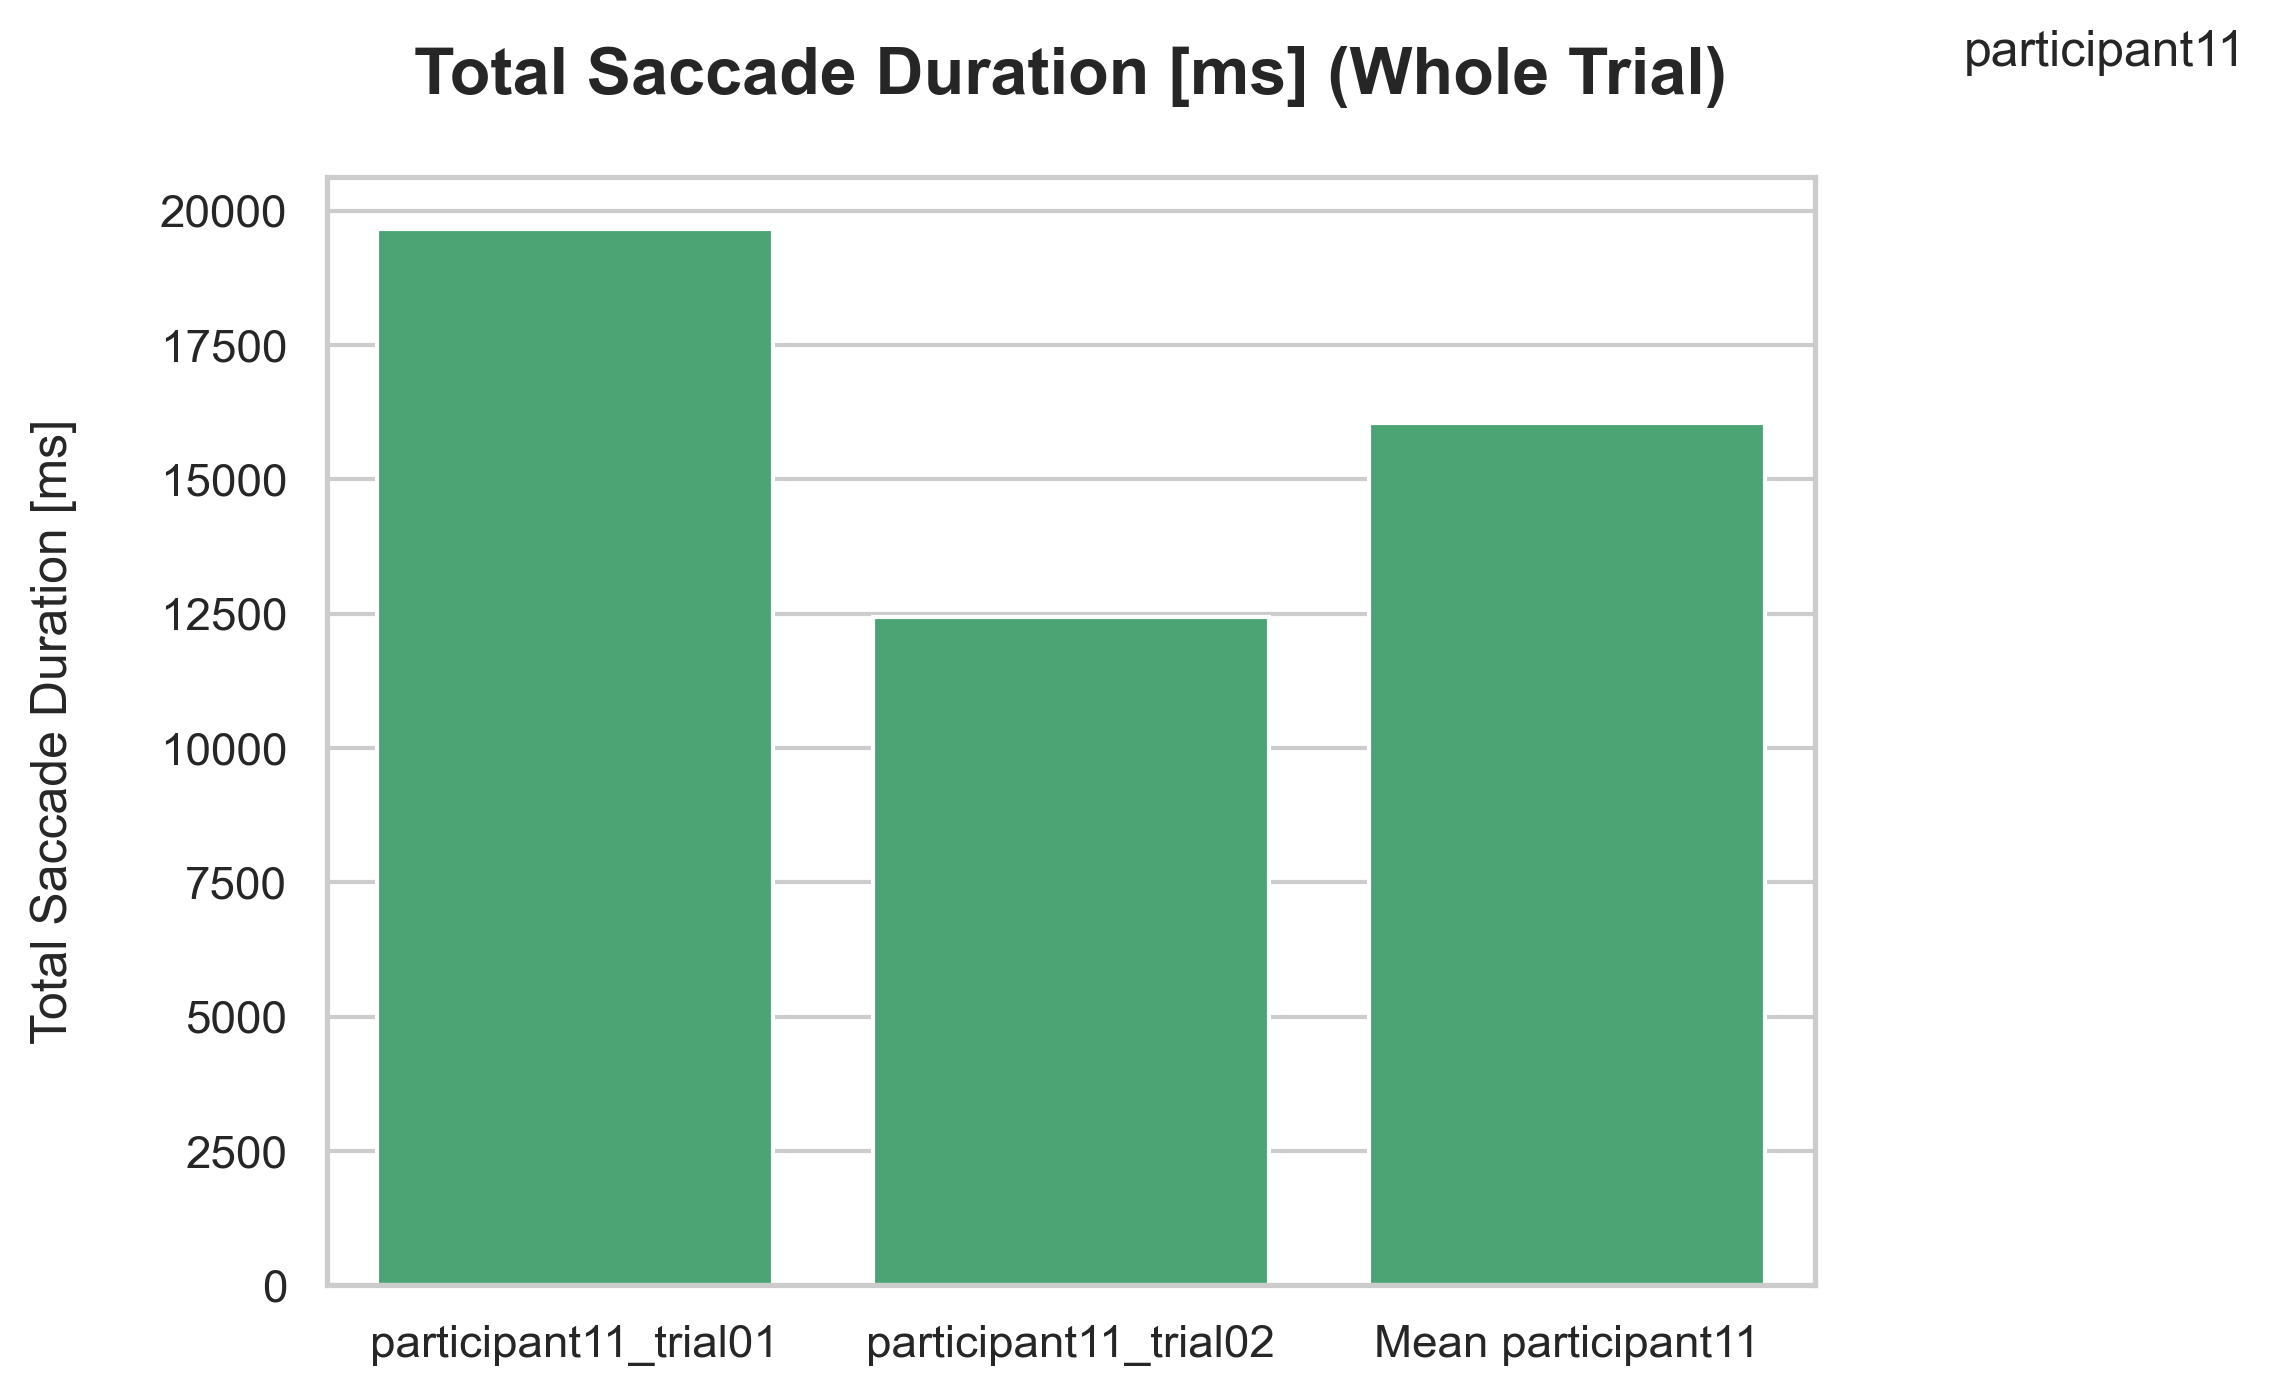 participant11
Total Saccade Duration [ms] (Whole Trial)
Total Saccade Duration [ms]
20000
17500
15000
12500
10000
7500
5000
2500
0
participant11_trial01
participant11_trial02
Mean participant11